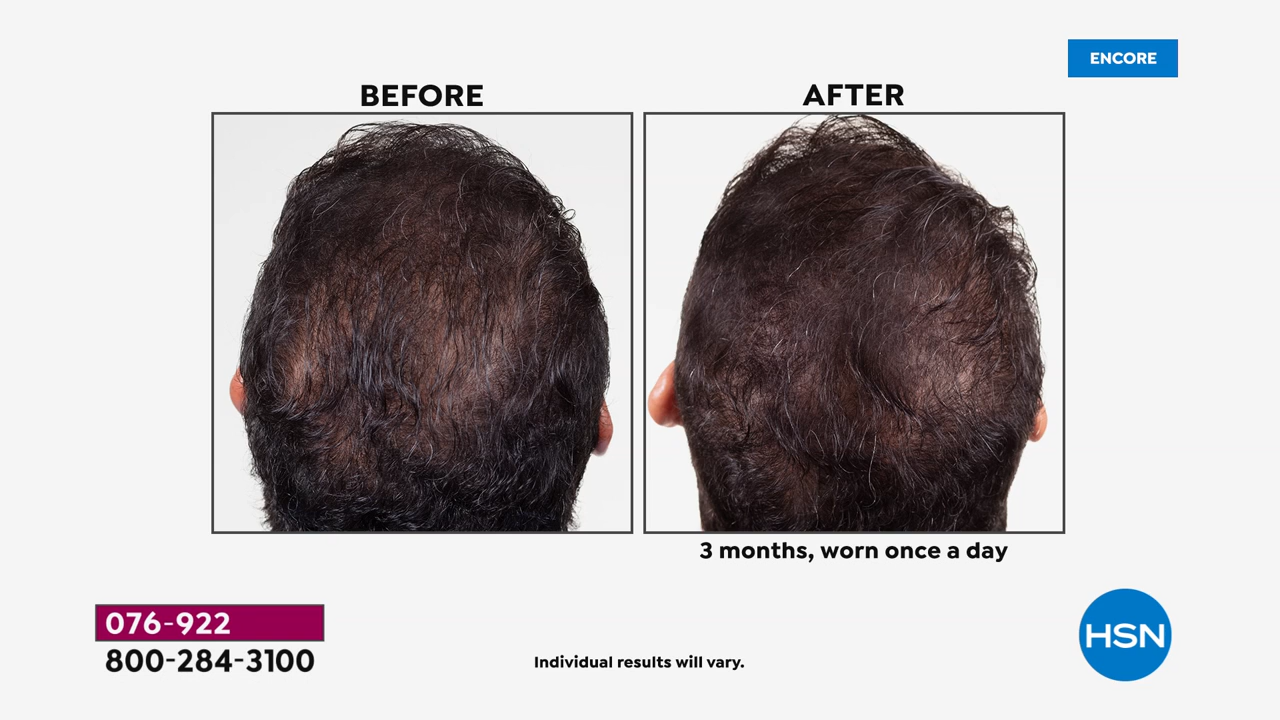 ENCORE
BEFORE
AFTER
3 months, worn once a day
076-922
800-284-3100
Individual results will vary.
HSN